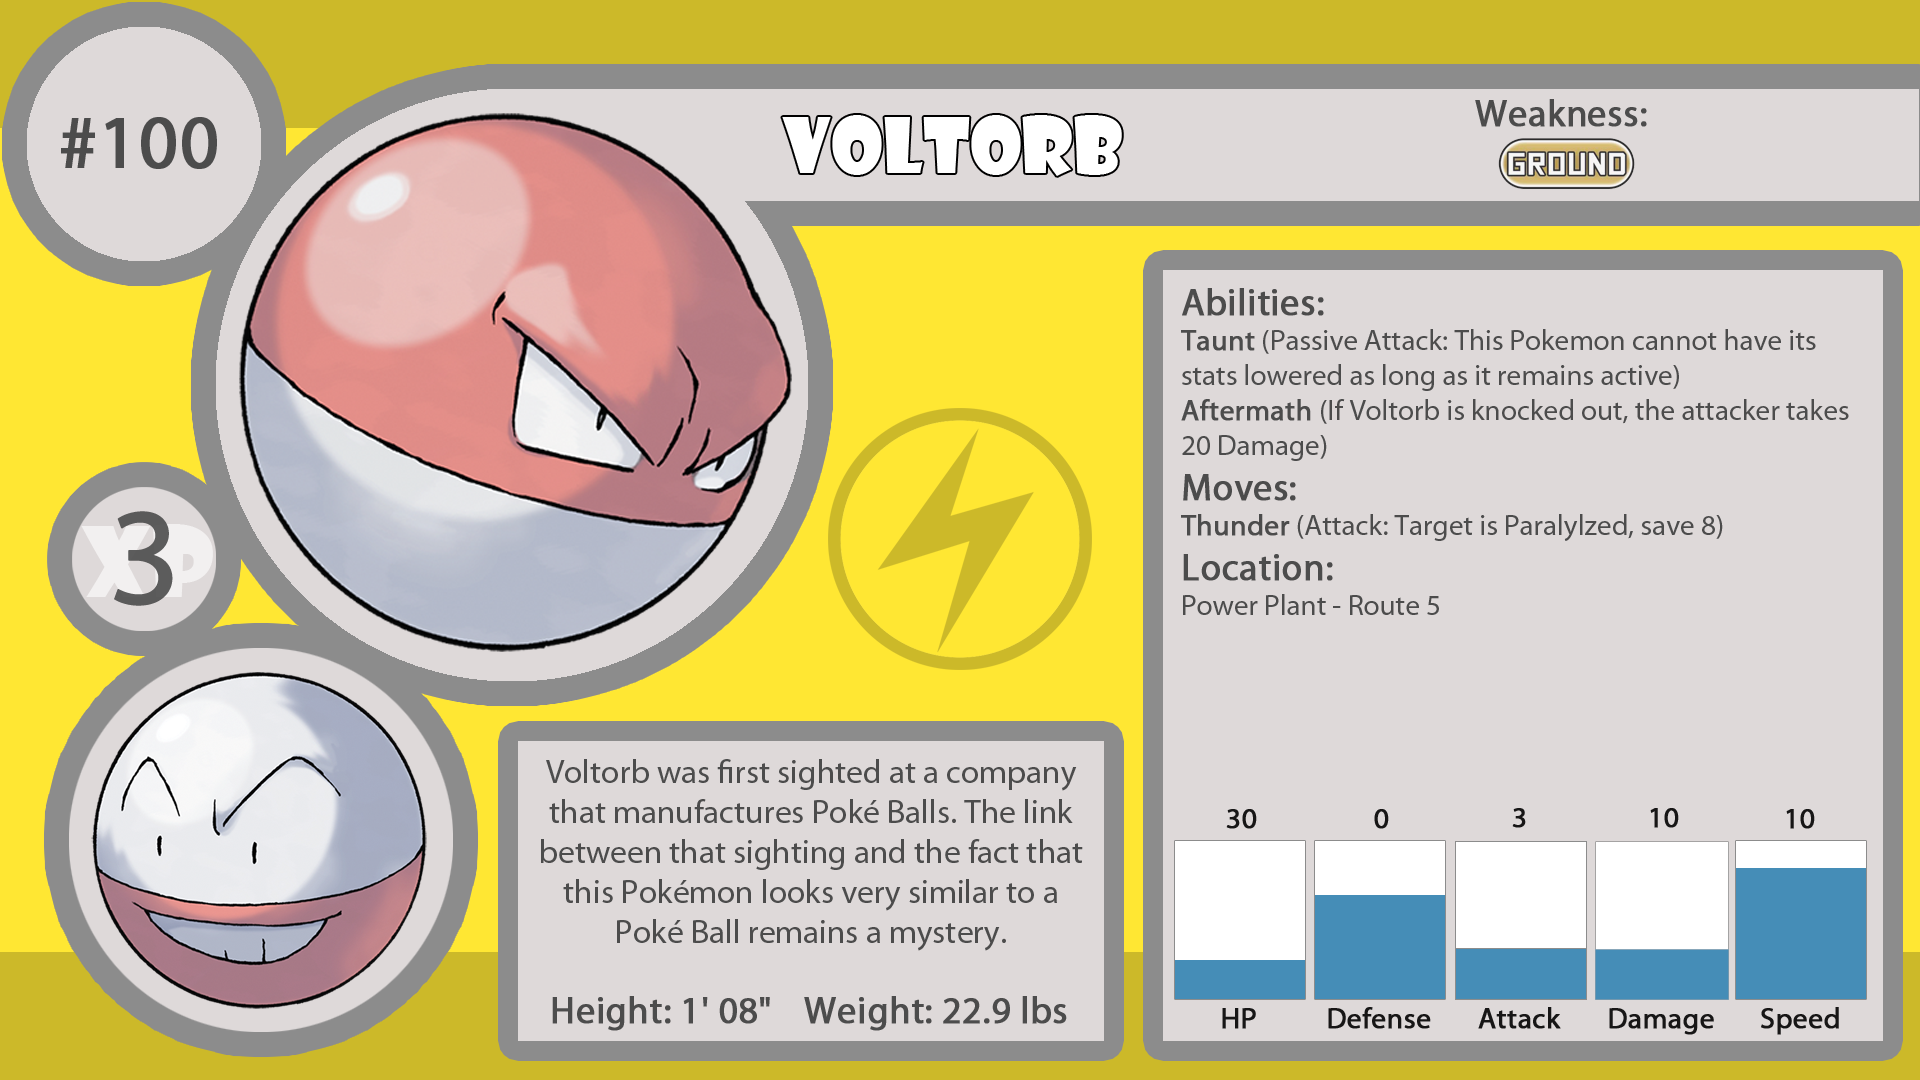 #100
VOLTORB
Weakness:
GROUND
XP
3
Abilities:
Taunt (Passive Attack: This Pokemon cannot have its
stats lowered as long as it remains active)
Aftermath (If Voltorb is knocked out, the attacker takes
20 Damage)
Moves:
Thunder (Attack: Target is Paralylzed, save 8)
Location:
Power Plant - Route 5
Voltorb was first sighted at a company
that manufactures Poké Balls. The link
between that sighting and the fact that
this Pokémon looks very similar to a
Poké Ball remains a mystery.
Height: 1' 08" Weight: 22.9 lbs
30 0 3 10 10
HP Defense Attack Damage Speed